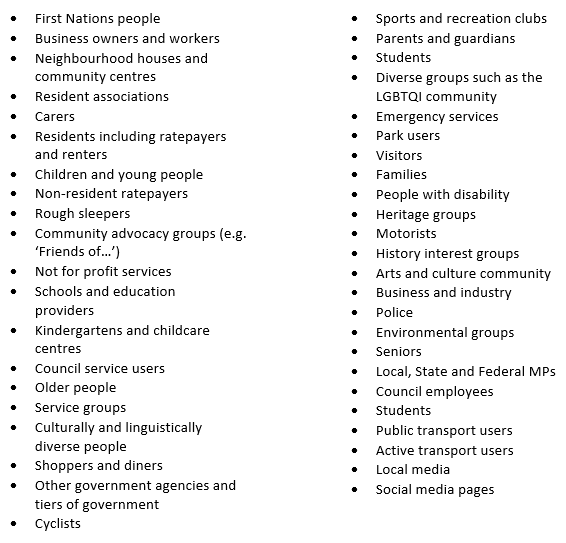 • First Nations people
• Business owners and workers
• Neighbourhood houses and
community centres
• Resident associations
• Carers
• Residents including ratepayers
and renters
• Children and young people
• Non-resident ratepayers
• Rough sleepers
• Community advocacy groups (e.g.
‘Friends of…’)
• Not for profit services
• Schools and education
providers
• Kindergartens and childcare
centres
• Council service users
• Older people
• Service groups
• Culturally and linguistically
diverse people
• Shoppers and diners
• Other government agencies and
tiers of government
• Cyclists
• Sports and recreation clubs
• Parents and guardians
• Students
• Diverse groups such as the
LGBTQI community
• Emergency services
• Park users
• Visitors
• Families
• People with disability
• Heritage groups
• Motorists
• History interest groups
• Arts and culture community
• Business and industry
• Police
• Environmental groups
• Seniors
• Local, State and Federal MPs
• Council employees
• Students
• Public transport users
• Active transport users
• Local media
• Social media pages